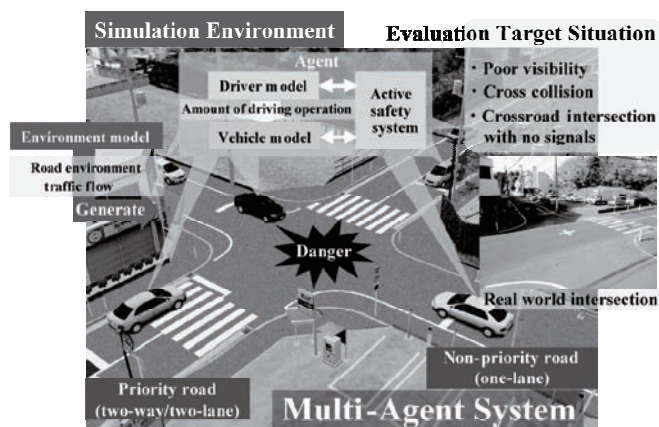 Simulation Environment
Evaluation Target Situation
Agent
Driver model
Amount of driving operation
Vehicle model
Active
safety
system
· Poor visibility
· Cross collision
· Crossroad intersection
with no signals
Environment model
Road environment
traffic flow
Generate
Danger
Real world intersection
Priority road
(two-way/two-lane)
Non-priority road
(one-lane)
Multi-Agent System